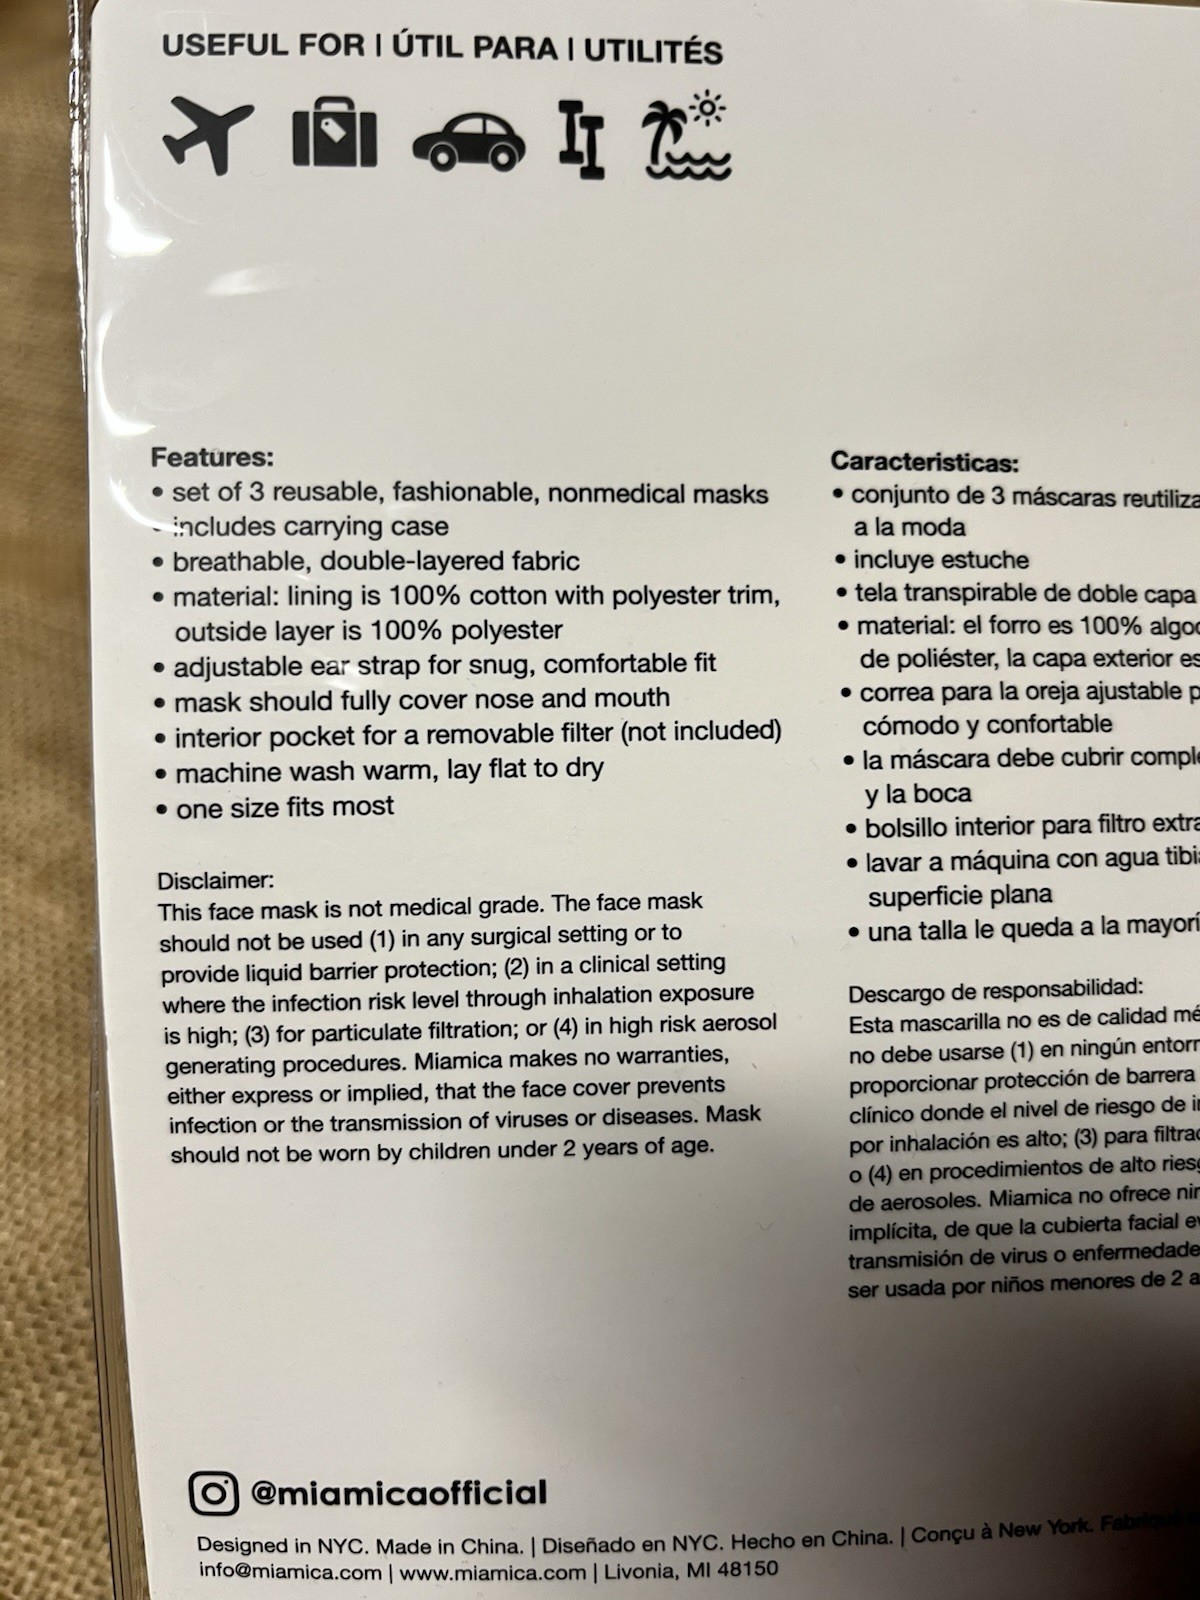 USEFUL FOR | ÚTIL PARA | UTILITÉS
Features:
• set of 3 reusable, fashionable, nonmedical masks
• includes carrying case
• breathable, double-layered fabric
• material: lining is 100% cotton with polyester trim,
outside layer is 100% polyester
• adjustable ear strap for snug, comfortable fit
• mask should fully cover nose and mouth
• interior pocket for a removable filter (not included)
• machine wash warm, lay flat to dry
• one size fits most
Disclaimer:
This face mask is not medical grade. The face mask
should not be used (1) in any surgical setting or to
provide liquid barrier protection; (2) in a clinical setting
where the infection risk level through inhalation exposure
is high; (3) for particulate filtration; or (4) in high risk aerosol
generating procedures. Miamica makes no warranties,
either express or implied, that the face cover prevents
infection or the transmission of viruses or diseases. Mask
should not be worn by children under 2 years of age.
Caracteristicas:
• conjunto de 3 máscaras
a la moda
• incluye estuche
• tela transpirable de doble capa
• material: el forro es 100%
de poliéster, la capa exterior
• correa para la oreja ajustable
cómodo y confortable
• la máscara debe cubrir
y la boca
• bolsillo interior para filtro
• lavar a máquina con agua
superficie plana
• una talla le queda a la
Descargo de responsabilidad:
Esta mascarilla no es de calidad
no debe usarse (1) en ningún
proporcionar protección de barrera
clínico donde el nivel de riesgo de
por inhalación es alto; (3) para
o (4) en procedimientos de alto
de aerosoles. Miamica no ofrece
implícita, de que la cubierta facial
transmisión de virus o
ser usada por niños menores de 2
@miamicaofficial
Designed in NYC. Made in China. | Diseñado en NYC. Hecho en China. | Conçu à New York.
info@miamica.com | www.miamica.com | Livonia, MI 48150